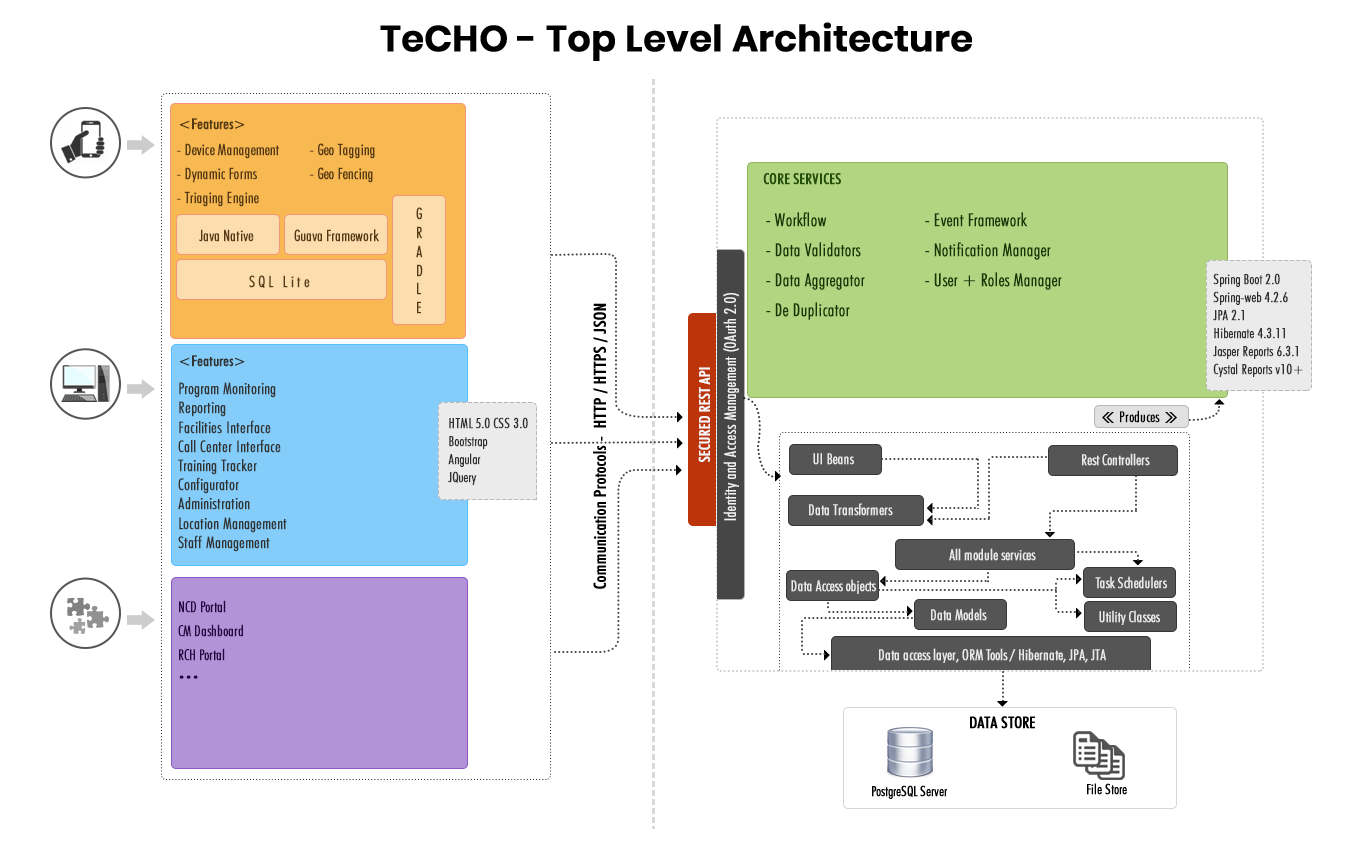 TeCHO - Top Level Architecture
<Features>
- Device Management
- Geo Tagging
- Dynamic Forms
- Geo Fencing
- Triaging Engine
Java Native
Guava Framework
GRADLE
SQL Lite
<Features>
Program Monitoring
Reporting
Facilities Interface
Call Center Interface
Training Tracker
Configurator
Administration
Location Management
Staff Management
HTML 5.0 CSS 3.0
Bootstrap
Angular
JQuery
NCD Portal
CM Dashboard
RCH Portal
...
Communication Protocols - HTTP / HTTPS / JSON
SECURED REST API
Identity and Access Management (OAuth 2.0)
CORE SERVICES
- Workflow
- Event Framework
- Data Validators
- Notification Manager
- Data Aggregator
- User + Roles Manager
- De Duplicator
Spring Boot 2.0
Spring-web 4.2.6
JPA 2.1
Hibernate 4.3.11
Jasper Reports 6.3.1
Cystal Reports v10+
≪ Produces ≫
UI Beans
Rest Controllers
Data Transformers
All module services
Data Access objects
Task Schedulers
Data Models
Utility Classes
Data access layer, ORM Tools / Hibernate, JPA, JTA
DATA STORE
PostgreSQL Server
File Store